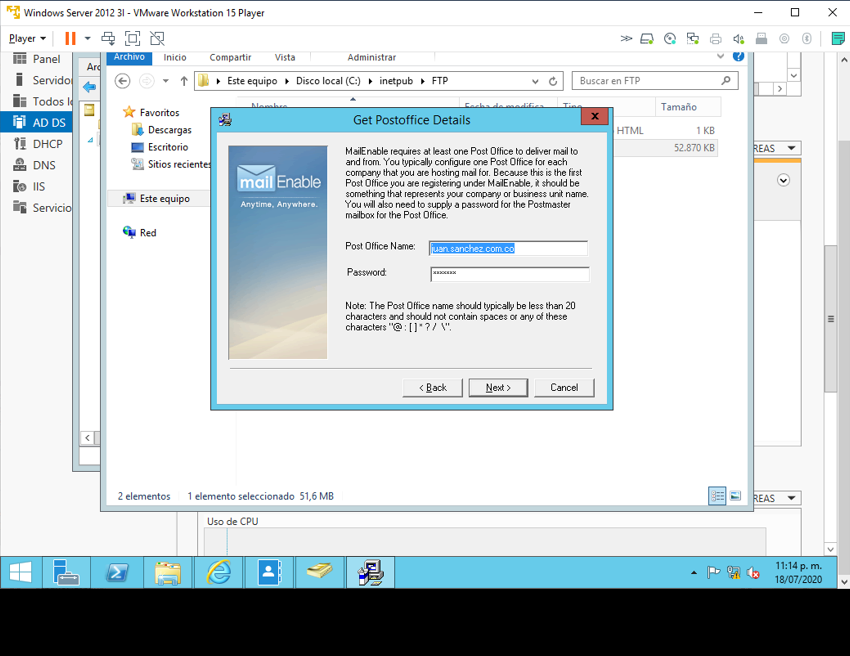 Windows Server 2012 3I - VMware Workstation 15 Player
Player
Archivo Inicio Compartir Vista Administrar
Este equipo Disco local (C:) inetpub FTP
Buscar en FTP
Panel
Servidor
Todos lo
AD DS
DHCP
DNS
IIS
Servicio
Arc
Favoritos
Descargas
Escritorio
Sitios recientes
Este equipo
Red
Nombre Fecha de modifica... Tipo Tamaño
HTML 1 KB
52.870 KB
REAS
Get Postoffice Details
mail Enable
Anytime, Anywhere.
MailEnable requires at least one Post Office to deliver mail to
and from. You typically configure one Post Office for each
company that you are hosting mail for. Because this is the first
Post Office you are registering under MailEnable, it should be
something that represents your company or business unit name.
You will also need to supply a password for the Postmaster
mailbox for the Post Office.
Post Office Name: juan.sanchez.com.co
Password: ×××××××
Note: The Post Office name should typically be less than 20
characters and should not contain spaces or any of these
characters "@ : [ ] * ? / \".
< Back Next > Cancel
2 elementos 1 elemento seleccionado 51,6 MB
REAS
Uso de CPU
11:14 p. m.
18/07/2020